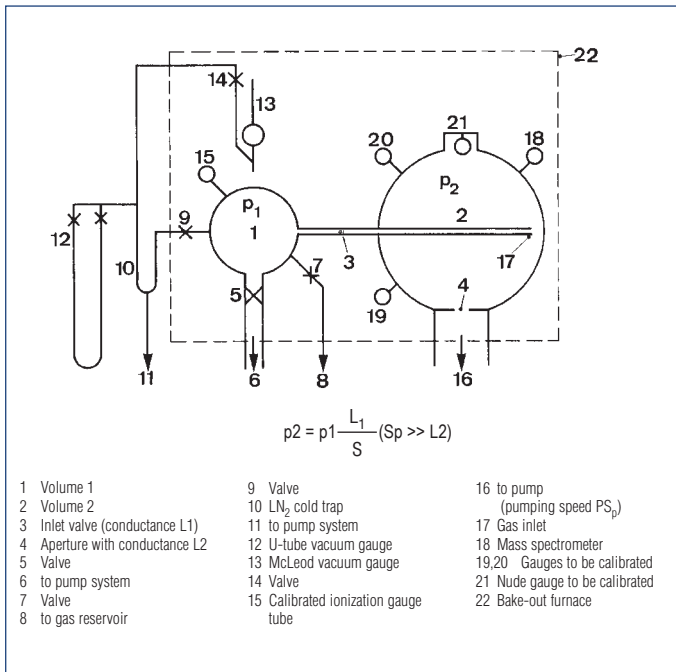 22
14
13
15
21
20
18
p1
1
p2
2
9
12
10
3
17
7
5
4
19
11
6
8
16
p2 = p1 L1/S (Sp >> L2)
1 Volume 1
2 Volume 2
3 Inlet valve (conductance L1)
4 Aperture with conductance L2
5 Valve
6 to pump system
7 Valve
8 to gas reservoir
9 Valve
10 LN2 cold trap
11 to pump system
12 U-tube vacuum gauge
13 McLeod vacuum gauge
14 Valve
15 Calibrated ionization gauge
tube
16 to pump
(pumping speed PSp)
17 Gas inlet
18 Mass spectrometer
19,20 Gauges to be calibrated
21 Nude gauge to be calibrated
22 Bake-out furnace